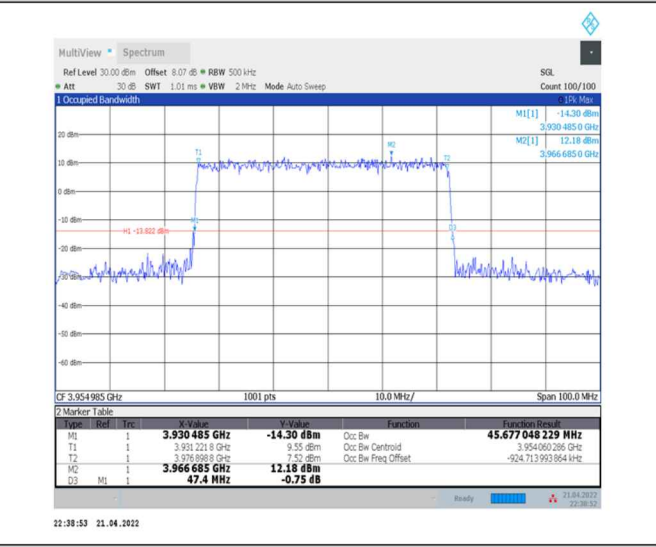 MultiView Spectrum
Ref Level 30.00 dBm Offset 8.07 dB RBW 500 kHz SGL
Att 30 dB SWT 1.01 ms VBW 2 MHz Mode Auto Sweep Count 100/100
1 Occupied Bandwidth 1Pk Max
M1[1] -14.30 dBm
3.930 485 0 GHz
M2[1] 12.18 dBm
3.966 685 0 GHz
20 dBm
M2
T1 T2
10 dBm
0 dBm
-10 dBm
M1
H1 -13.822 dBm
D3
-20 dBm
-40 dBm
-50 dBm
-60 dBm
CF 3.954 985 GHz 1001 pts 10.0 MHz/ Span 100.0 MHz
2 Marker Table
Type Ref Trc X-Value Y-Value Function Function Result
M1 1 3.930 485 GHz -14.30 dBm Occ Bw 45.677 048 229 MHz
T1 1 3.931 221 8 GHz 9.55 dBm Occ Bw Centroid 3.954 060 286 GHz
T2 1 3.976 898 8 GHz 7.52 dBm Occ Bw Freq Offset -924.713 993 864 kHz
M2 1 3.966 685 GHz 12.18 dBm
D3 M1 1 47.4 MHz -0.75 dB
Ready 21.04.2022
22:38:52
22:38:53 21.04.2022